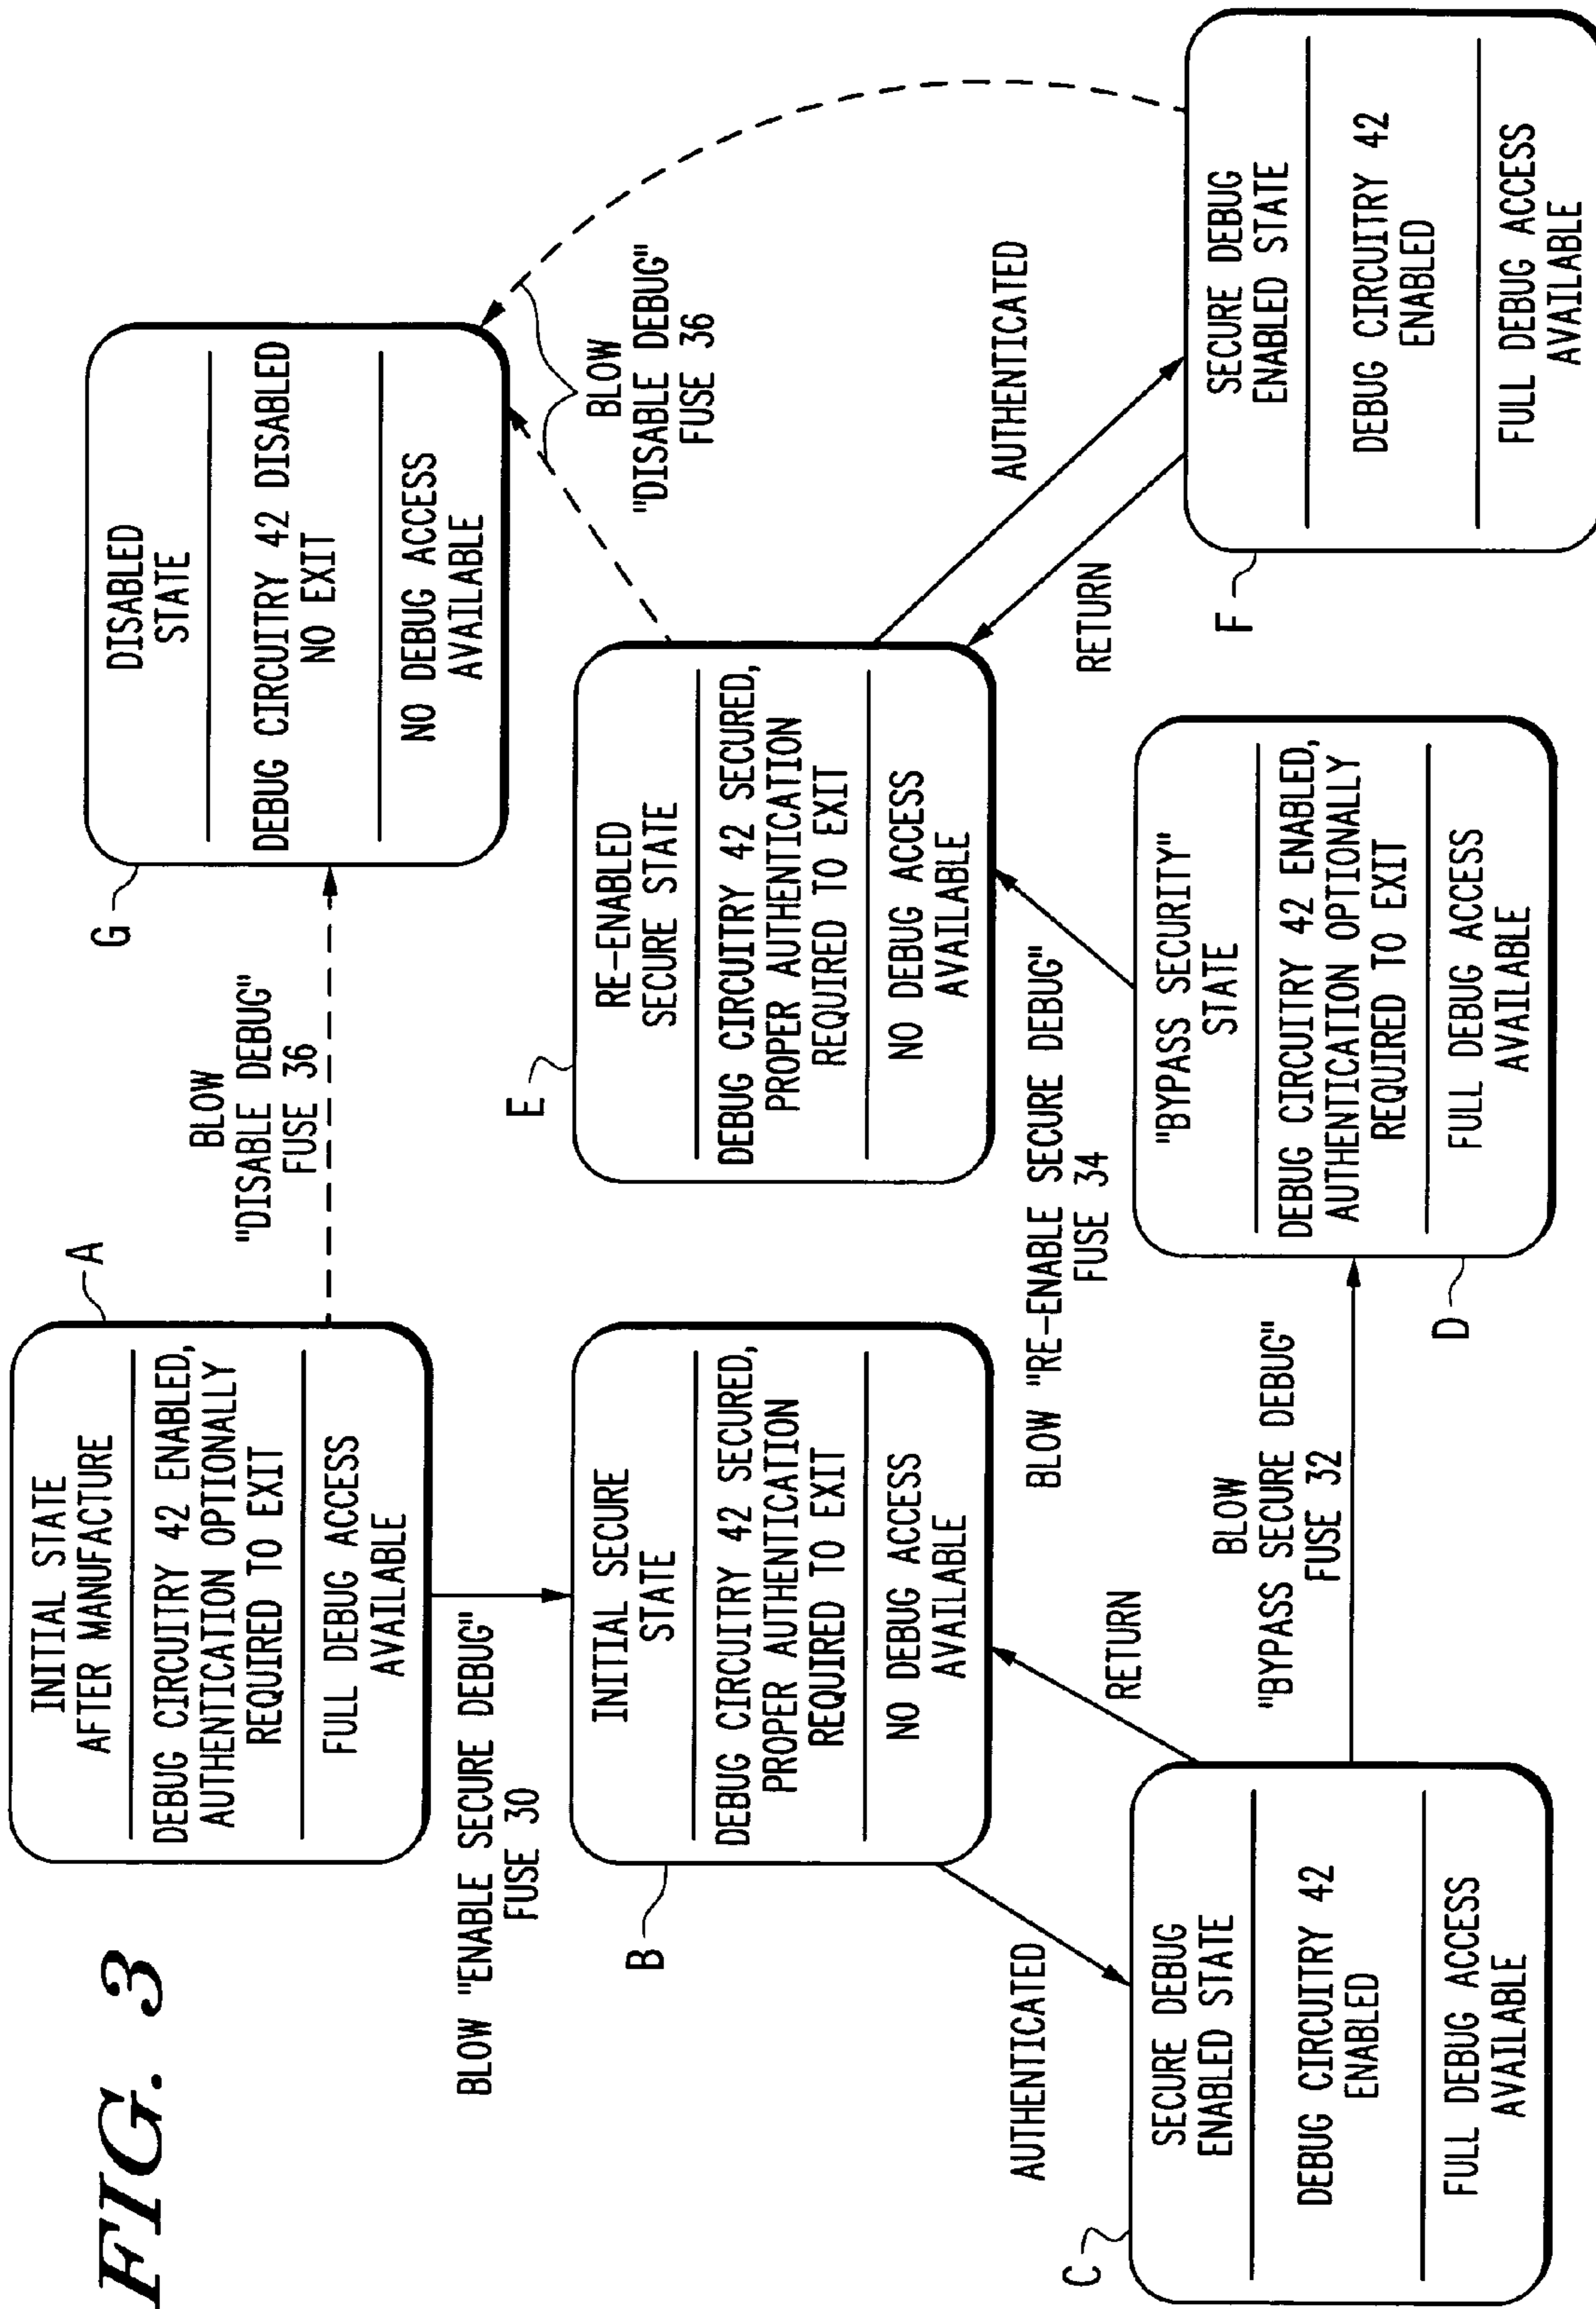 FIG. 3
INITIAL STATE
AFTER MANUFACTURE
DEBUG CIRCUITRY 42 ENABLED,
AUTHENTICATION OPTIONALLY
REQUIRED TO EXIT
FULL DEBUG ACCESS
AVAILABLE
A
BLOW
"DISABLE DEBUG"
FUSE 36
G
DISABLED
STATE
DEBUG CIRCUITRY 42 DISABLED
NO EXIT
NO DEBUG ACCESS
AVAILABLE
BLOW "ENABLE SECURE DEBUG"
FUSE 30
BLOW
"DISABLE DEBUG"
FUSE 36
B
INITIAL SECURE
STATE
DEBUG CIRCUITRY 42 SECURED,
PROPER AUTHENTICATION
REQUIRED TO EXIT
NO DEBUG ACCESS
AVAILABLE
E
RE-ENABLED
SECURE STATE
DEBUG CIRCUITRY 42 SECURED,
PROPER AUTHENTICATION
REQUIRED TO EXIT
NO DEBUG ACCESS
AVAILABLE
AUTHENTICATED
RETURN
BLOW "RE-ENABLE SECURE DEBUG"
FUSE 34
RETURN
AUTHENTICATED
C
SECURE DEBUG
ENABLED STATE
DEBUG CIRCUITRY 42
ENABLED
FULL DEBUG ACCESS
AVAILABLE
BLOW
"BYPASS SECURE DEBUG"
FUSE 32
D
"BYPASS SECURITY"
STATE
DEBUG CIRCUITRY 42 ENABLED,
AUTHENTICATION OPTIONALLY
REQUIRED TO EXIT
FULL DEBUG ACCESS
AVAILABLE
F
SECURE DEBUG
ENABLED STATE
DEBUG CIRCUITRY 42
ENABLED
FULL DEBUG ACCESS
AVAILABLE